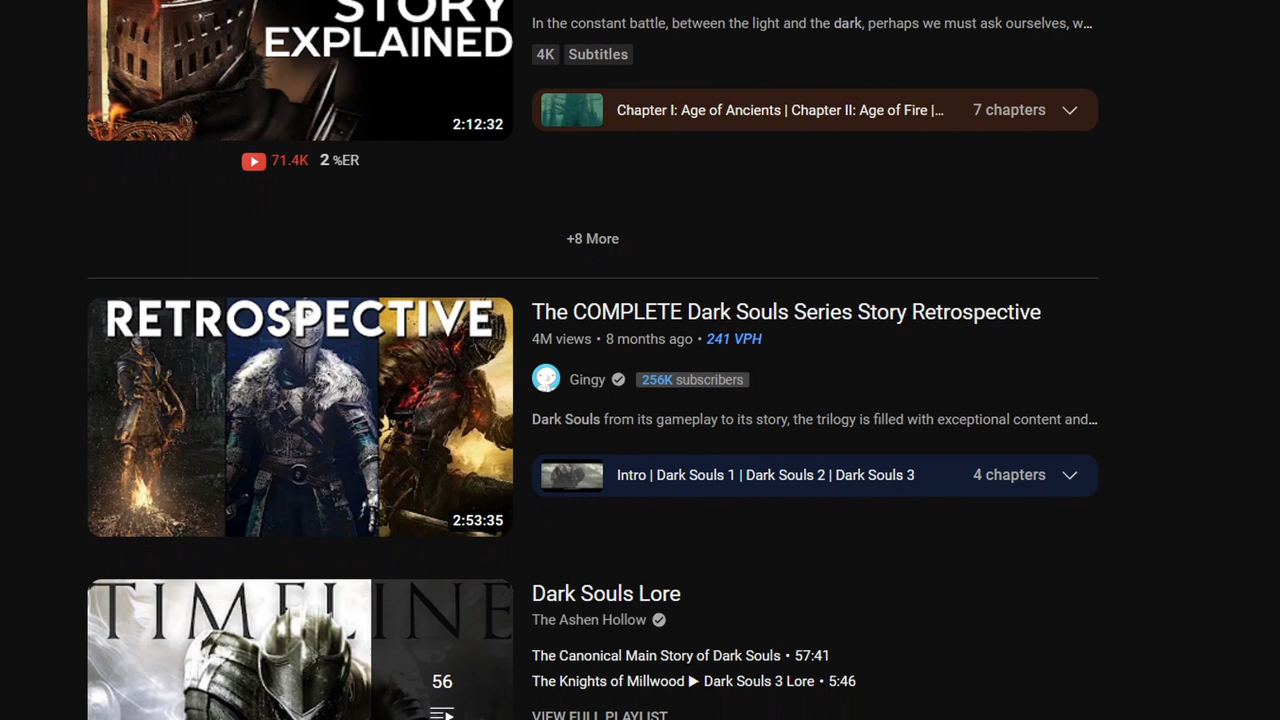 STORY
EXPLAINED
2:12:32
In the constant battle, between the light and the dark, perhaps we must ask ourselves, w...
4K Subtitles
Chapter I: Age of Ancients | Chapter II: Age of Fire |... 7 chapters
71.4K 2 %ER
+8 More
RETROSPECTIVE
2:53:35
The COMPLETE Dark Souls Series Story Retrospective
4M views • 8 months ago • 241 VPH
Gingy 256K subscribers
Dark Souls from its gameplay to its story, the trilogy is filled with exceptional content and...
Intro | Dark Souls 1 | Dark Souls 2 | Dark Souls 3 4 chapters
TIMELINE
56
Dark Souls Lore
The Ashen Hollow
The Canonical Main Story of Dark Souls • 57:41
The Knights of Millwood ▶ Dark Souls 3 Lore • 5:46
VIEW FULL PLAYLIST